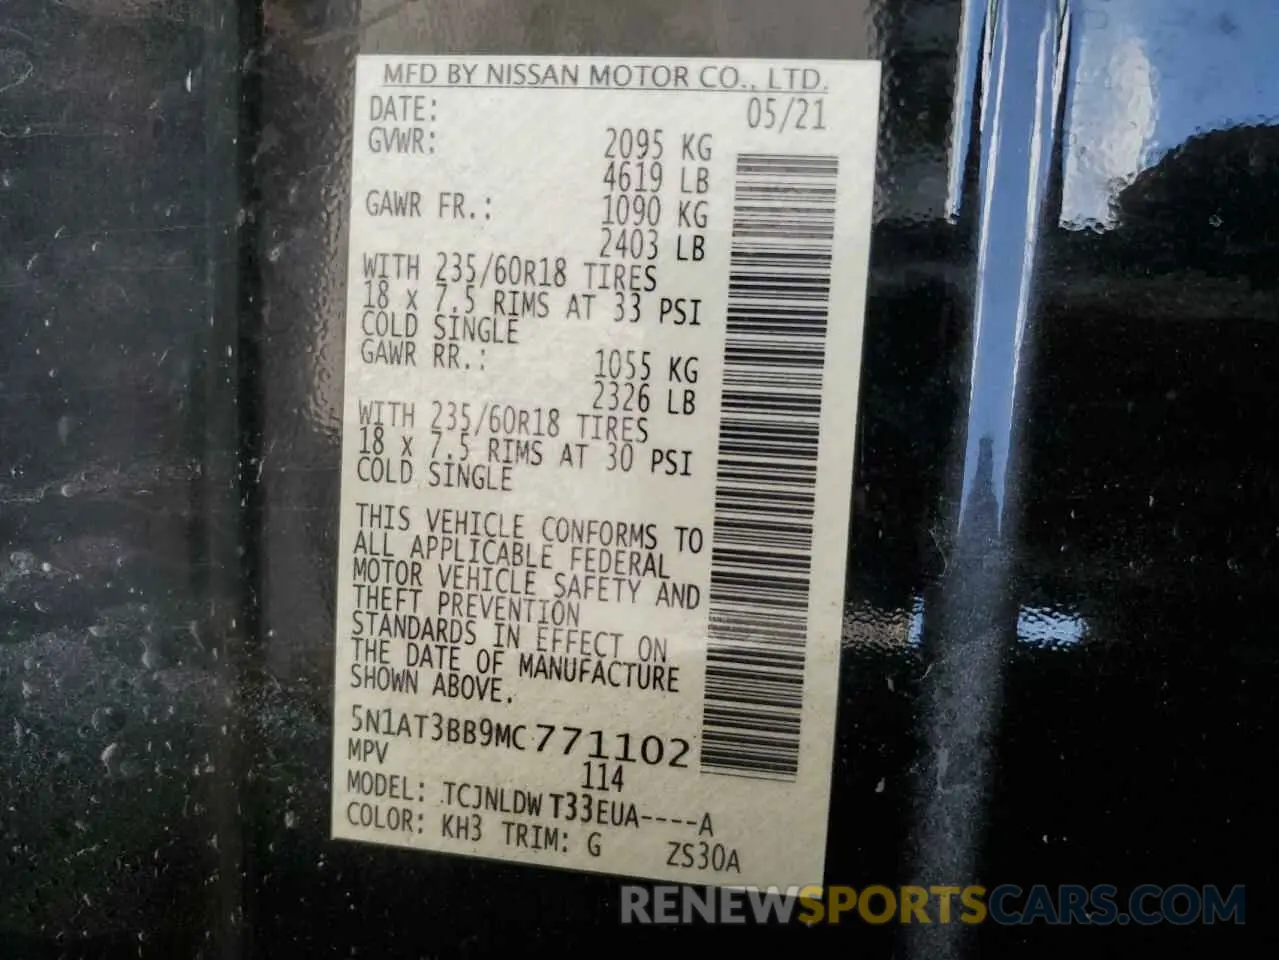 MFD BY NISSAN MOTOR CO., LTD.
DATE: 05/21
GVWR: 2095 KG
4619 LB
GAWR FR.: 1090 KG
2403 LB
WITH 235/60R18 TIRES
18 x 7.5 RIMS AT 33 PSI
COLD SINGLE
GAWR RR.: 1055 KG
2326 LB
WITH 235/60R18 TIRES
18 x 7.5 RIMS AT 30 PSI
COLD SINGLE
THIS VEHICLE CONFORMS TO
ALL APPLICABLE FEDERAL
MOTOR VEHICLE SAFETY AND
THEFT PREVENTION
STANDARDS IN EFFECT ON
THE DATE OF MANUFACTURE
SHOWN ABOVE.
5N1AT3BB9MC771102
MPV 114
MODEL: TCJNLDW T33EUA----A
COLOR: KH3 TRIM: G ZS30A
RENEWSPORTSCARS.COM